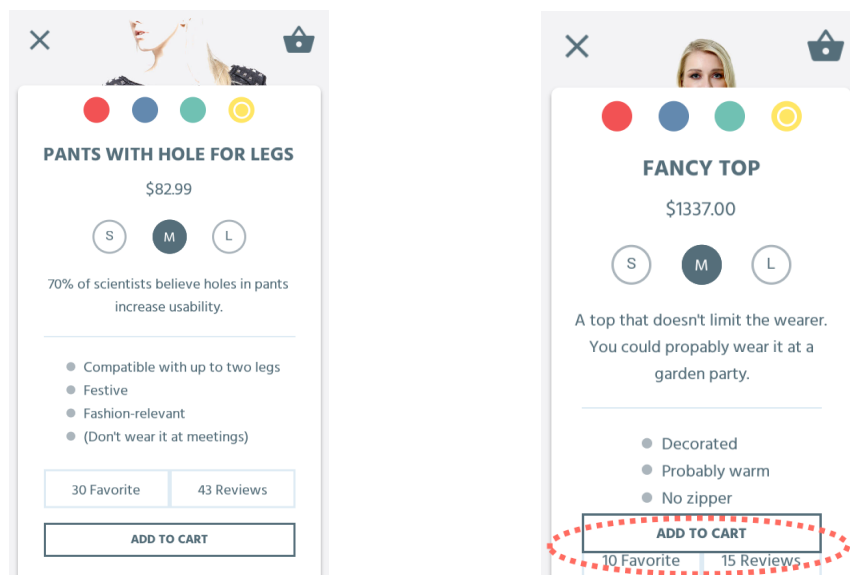 PANTS WITH HOLE FOR LEGS
$82.99
S M L
70% of scientists believe holes in pants
increase usability.
Compatible with up to two legs
Festive
Fashion-relevant
(Don't wear it at meetings)
30 Favorite 43 Reviews
ADD TO CART
FANCY TOP
$1337.00
S M L
A top that doesn't limit the wearer.
You could propably wear it at a
garden party.
Decorated
Probably warm
No zipper
ADD TO CART
10 Favorite 15 Reviews